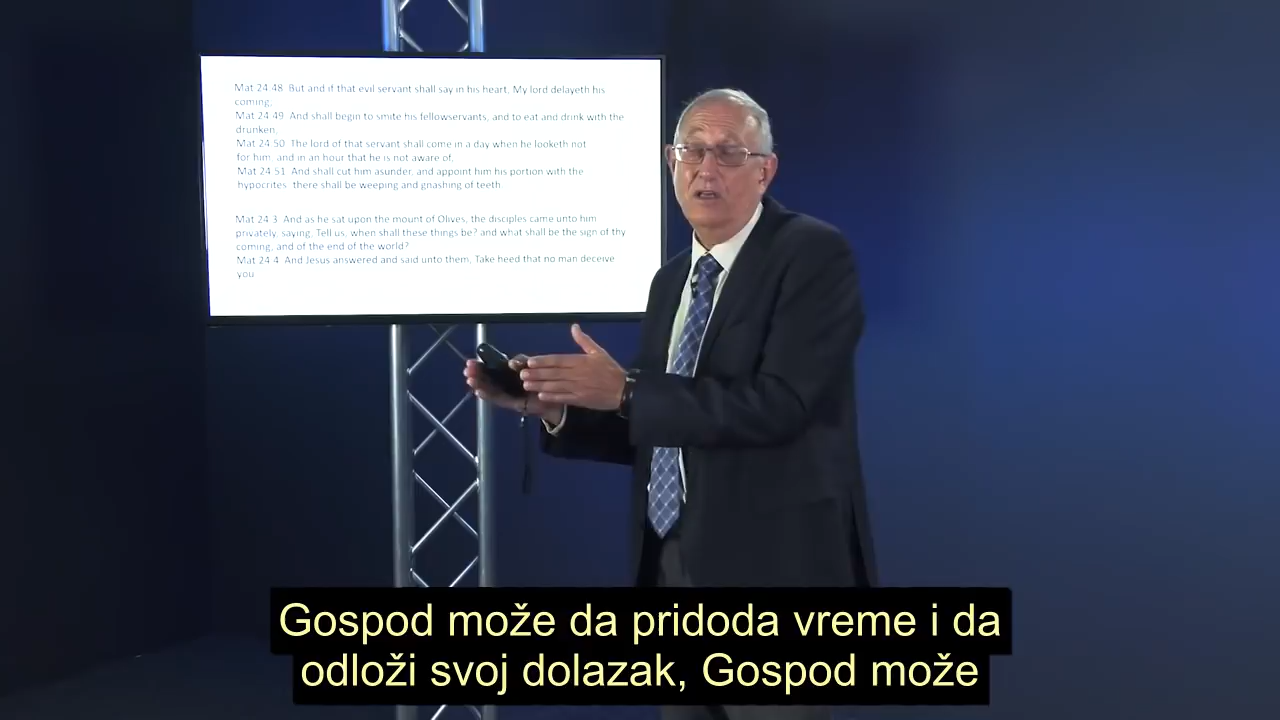 Mat 24:48 But and if that evil servant shall say in his heart, My lord delayeth his
coming;
Mat 24:49 And shall begin to smite his fellowservants, and to eat and drink with the
drunken;
Mat 24:50 The lord of that servant shall come in a day when he looketh not
for him, and in an hour that he is not aware of,
Mat 24:51 And shall cut him asunder, and appoint him his portion with the
hypocrites: there shall be weeping and gnashing of teeth.
Mat 24:3 And as he sat upon the mount of Olives, the disciples came unto him
privately, saying, Tell us, when shall these things be? and what shall be the sign of thy
coming, and of the end of the world?
Mat 24:4 And Jesus answered and said unto them, Take heed that no man deceive
you.
Gospod može da pridoda vreme i da
odloži svoj dolazak, Gospod može